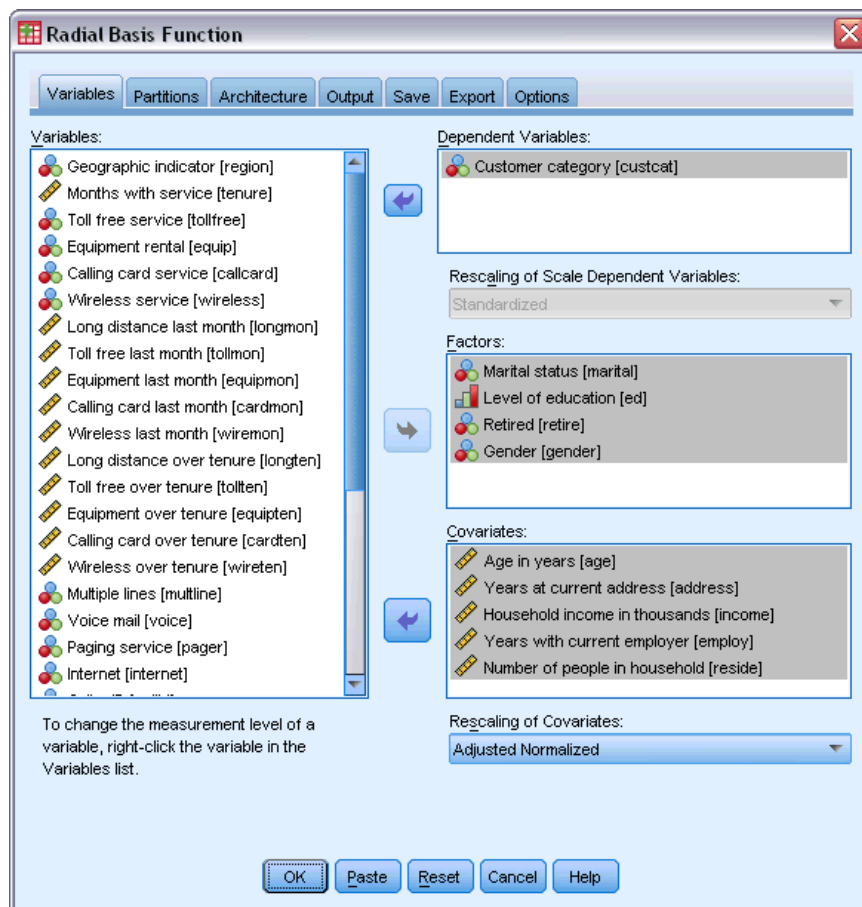 Radial Basis Function
Variables
Partitions
Architecture
Output
Save
Export
Options
Variables:
Geographic indicator [region]
Months with service [tenure]
Toll free service [tollfree]
Equipment rental [equip]
Calling card service [callcard]
Wireless service [wireless]
Long distance last month [longmon]
Toll free last month [tollmon]
Equipment last month [equipmon]
Calling card last month [cardmon]
Wireless last month [wiremon]
Long distance over tenure [longten]
Toll free over tenure [tollten]
Equipment over tenure [equipten]
Calling card over tenure [cardten]
Wireless over tenure [wireten]
Multiple lines [multline]
Voice mail [voice]
Paging service [pager]
Internet [internet]
To change the measurement level of a
variable, right-click the variable in the
Variables list.
Dependent Variables:
Customer category [custcat]
Rescaling of Scale Dependent Variables:
Standardized
Factors:
Marital status [marital]
Level of education [ed]
Retired [retire]
Gender [gender]
Covariates:
Age in years [age]
Years at current address [address]
Household income in thousands [income]
Years with current employer [employ]
Number of people in household [reside]
Rescaling of Covariates:
Adjusted Normalized
OK
Paste
Reset
Cancel
Help